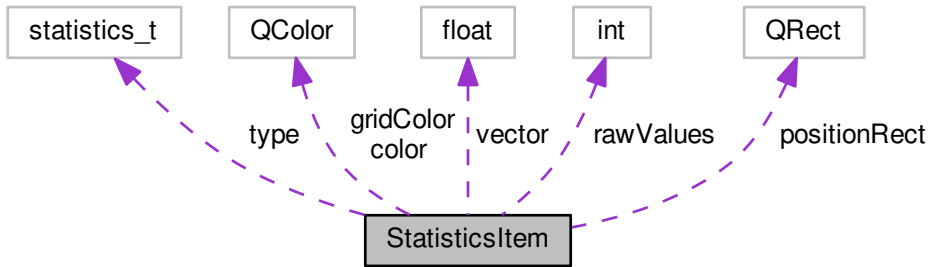 statistics_t QColor float int QRect
type gridColor vector rawValues positionRect
color
StatisticsItem